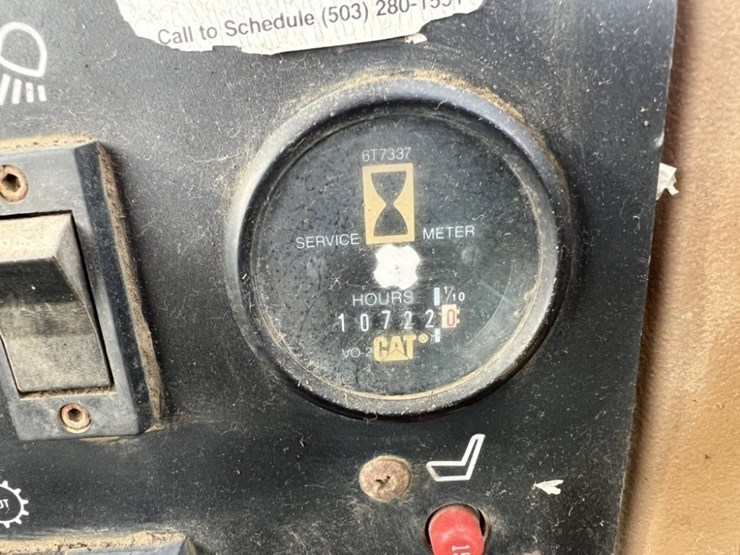 Call to Schedule (503) 280-
6T7337
SERVICE METER
HOURS 1/10
107220
CAT®